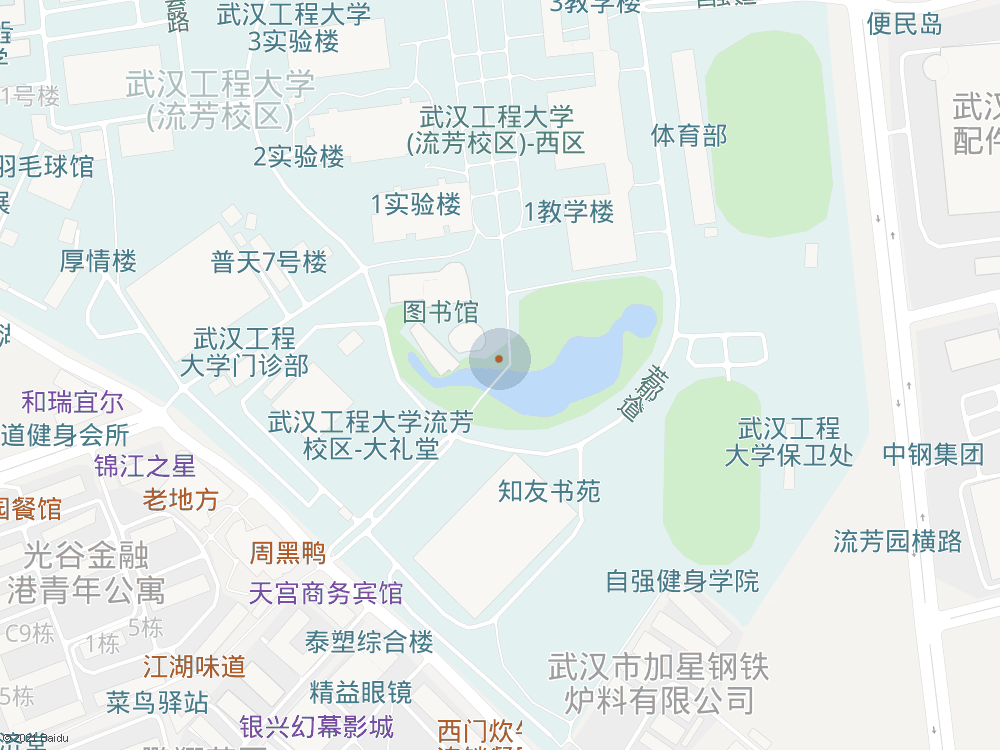 武汉工程大学
3实验楼
3教学楼
便民岛
武汉工程大学
(流芳校区)
1号楼
武汉工程大学
(流芳校区)-西区
体育部
2实验楼
羽毛球馆
1实验楼
1教学楼
厚情楼
普天7号楼
图书馆
武汉工程
大学门诊部
芳邮道
和瑞宜尔
道健身会所
武汉工程大学流芳
校区-大礼堂
武汉工程
大学保卫处
中钢集团
锦江之星
老地方
园餐馆
知友书苑
流芳园横路
光谷金融
港青年公寓
周黑鸭
天宫商务宾馆
自强健身学院
C9栋
1栋
5栋
泰塑综合楼
江湖味道
菜鸟驿站
精益眼镜
5栋
武汉市加星钢铁
炉料有限公司
银兴幻幕影城
西门炊
© 2021 Baidu